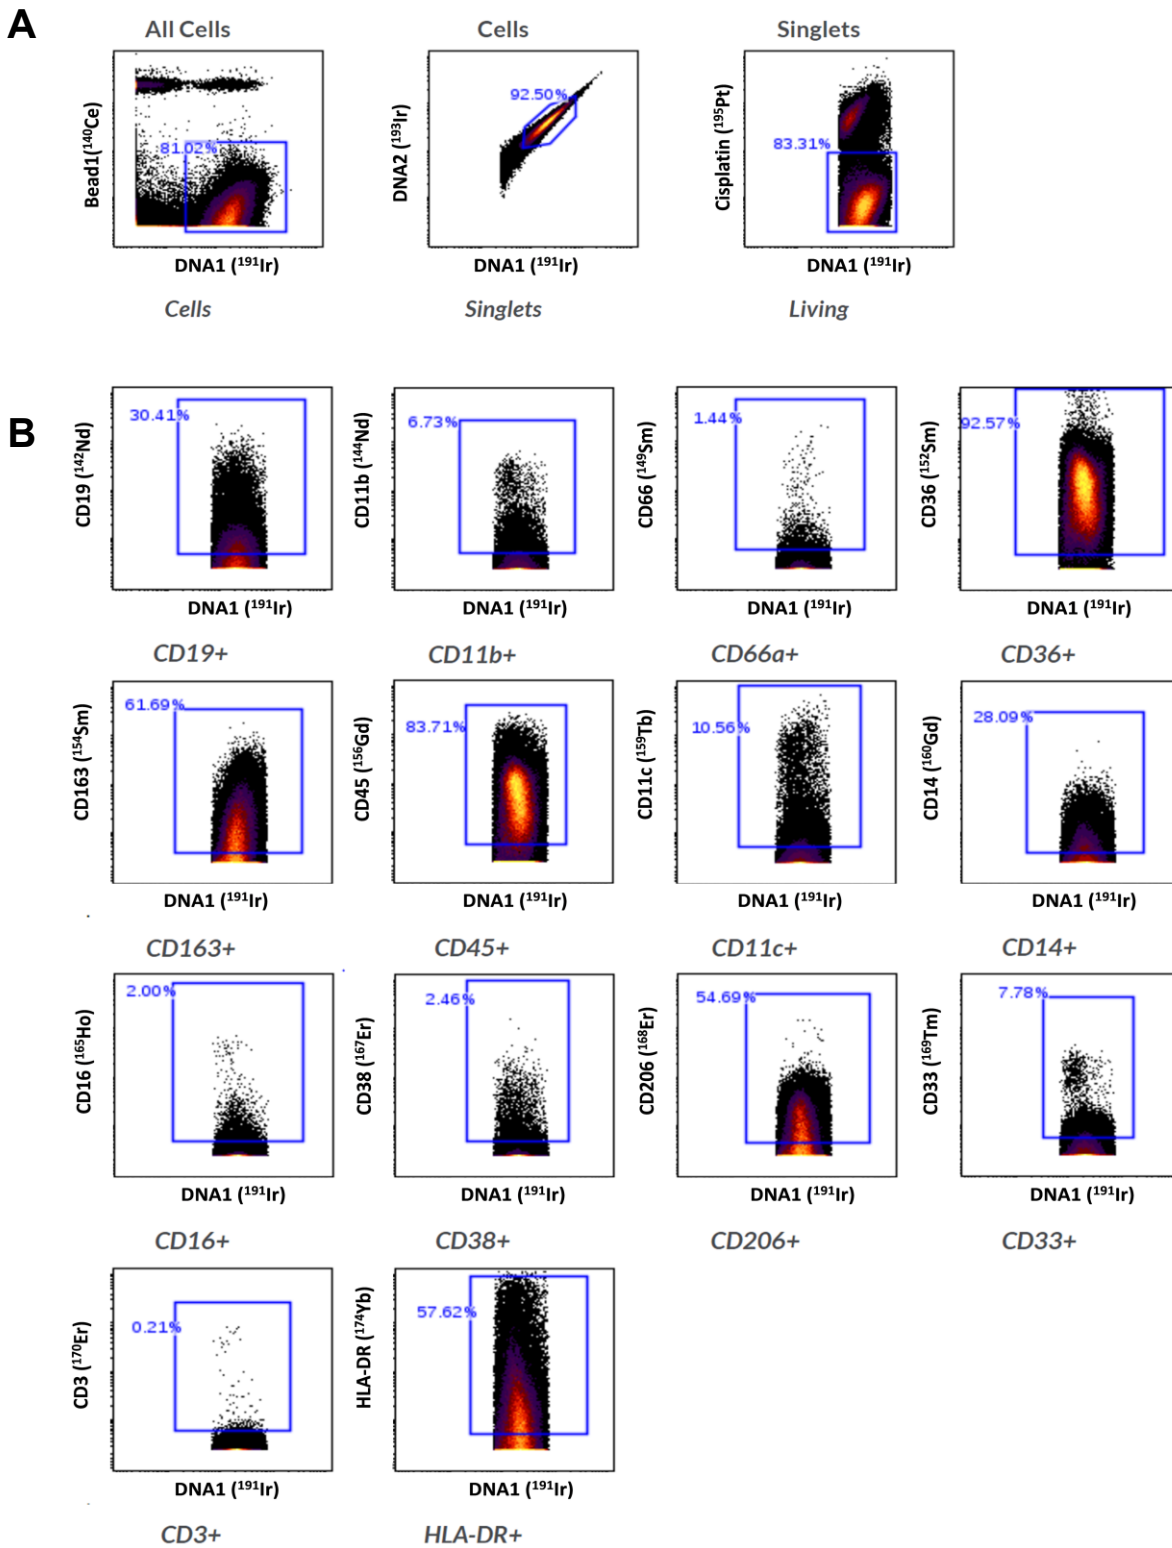 A
All Cells
Cells
Singlets
Bead1(¹⁴⁰Ce)
81.02%
DNA1 (¹⁹¹Ir)
DNA2 (¹⁹³Ir)
92.50%
DNA1 (¹⁹¹Ir)
Cisplatin (¹⁹⁵Pt)
83.31%
DNA1 (¹⁹¹Ir)
Cells
Singlets
Living
B
CD19 (¹⁴²Nd)
30.41%
DNA1 (¹⁹¹Ir)
CD11b (¹⁴⁴Nd)
6.73%
DNA1 (¹⁹¹Ir)
CD66 (¹⁴⁹Sm)
1.44%
DNA1 (¹⁹¹Ir)
CD36 (¹⁵²Sm)
92.57%
DNA1 (¹⁹¹Ir)
CD19+
CD11b+
CD66a+
CD36+
CD163 (¹⁵⁴Sm)
61.69%
DNA1 (¹⁹¹Ir)
CD45 (¹⁵⁶Gd)
83.71%
DNA1 (¹⁹¹Ir)
CD11c (¹⁵⁹Tb)
10.56%
DNA1 (¹⁹¹Ir)
CD14 (¹⁶⁰Gd)
28.09%
DNA1 (¹⁹¹Ir)
CD163+
CD45+
CD11c+
CD14+
CD16 (¹⁶⁵Ho)
2.00%
DNA1 (¹⁹¹Ir)
CD38 (¹⁶⁷Er)
2.46%
DNA1 (¹⁹¹Ir)
CD206 (¹⁶⁸Er)
54.69%
DNA1 (¹⁹¹Ir)
CD33 (¹⁶⁹Tm)
7.78%
DNA1 (¹⁹¹Ir)
CD16+
CD38+
CD206+
CD33+
CD3 (¹⁷⁰Er)
0.21%
DNA1 (¹⁹¹Ir)
HLA-DR (¹⁷⁴Yb)
57.62%
DNA1 (¹⁹¹Ir)
CD3+
HLA-DR+